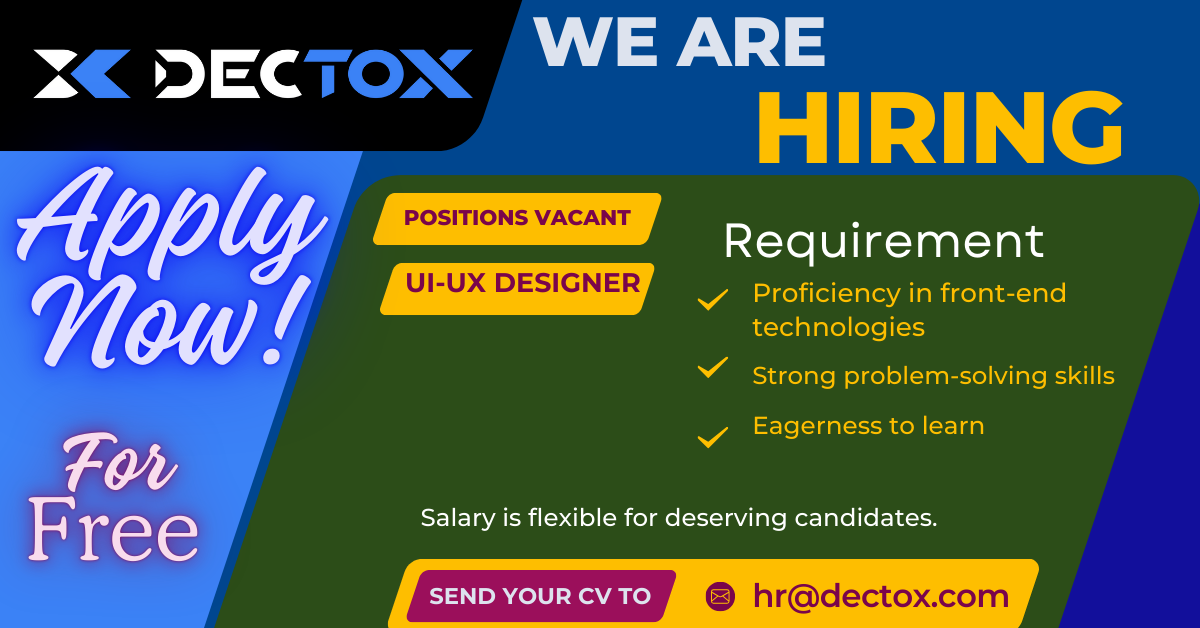 DECTOX
WE ARE
HIRING
Apply
Now!
For
Free
POSITIONS VACANT
UI-UX DESIGNER
Requirement
Proficiency in front-end
technologies
Strong problem-solving skills
Eagerness to learn
Salary is flexible for deserving candidates.
SEND YOUR CV TO
hr@dectox.com